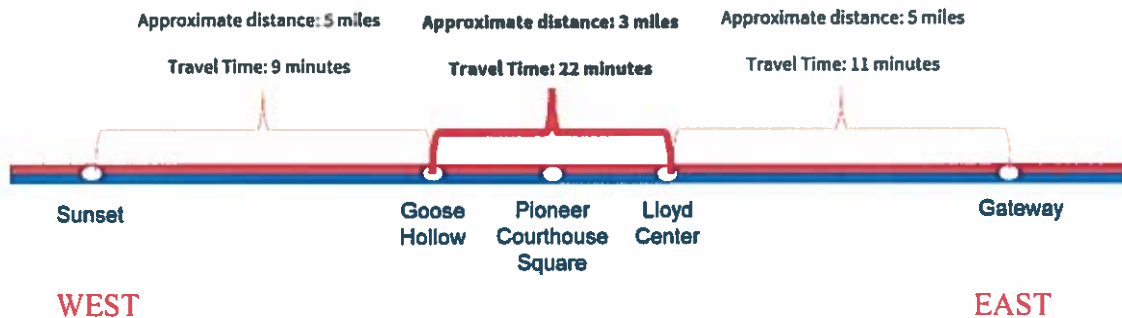 Approximate distance: 5 miles
Travel Time: 9 minutes
Approximate distance: 3 miles
Travel Time: 22 minutes
Approximate distance: 5 miles
Travel Time: 11 minutes
Sunset
Goose
Hollow
Pioneer
Courthouse
Square
Lloyd
Center
Gateway
WEST
EAST